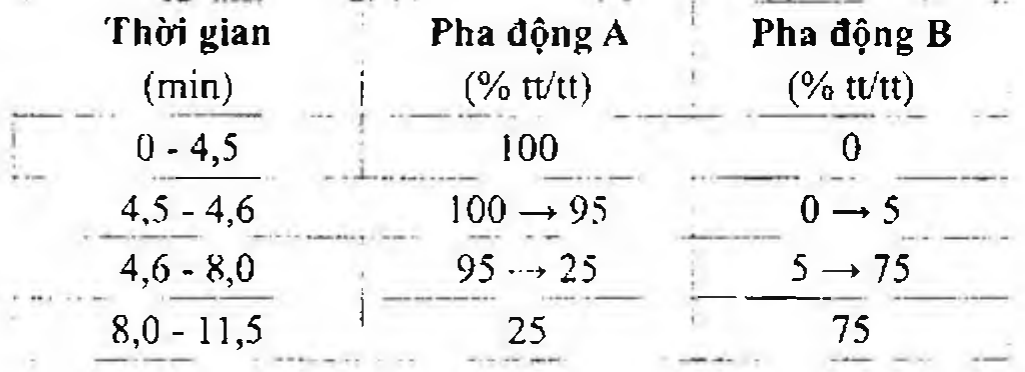 Thời gian Pha động A Pha động B
(min) (% tt/tt) (% tt/tt)
0 - 4,5 100 0
4,5 - 4,6 100 → 95 0 → 5
4,6 - 8,0 95 → 25 5 → 75
8,0 - 11,5 25 75